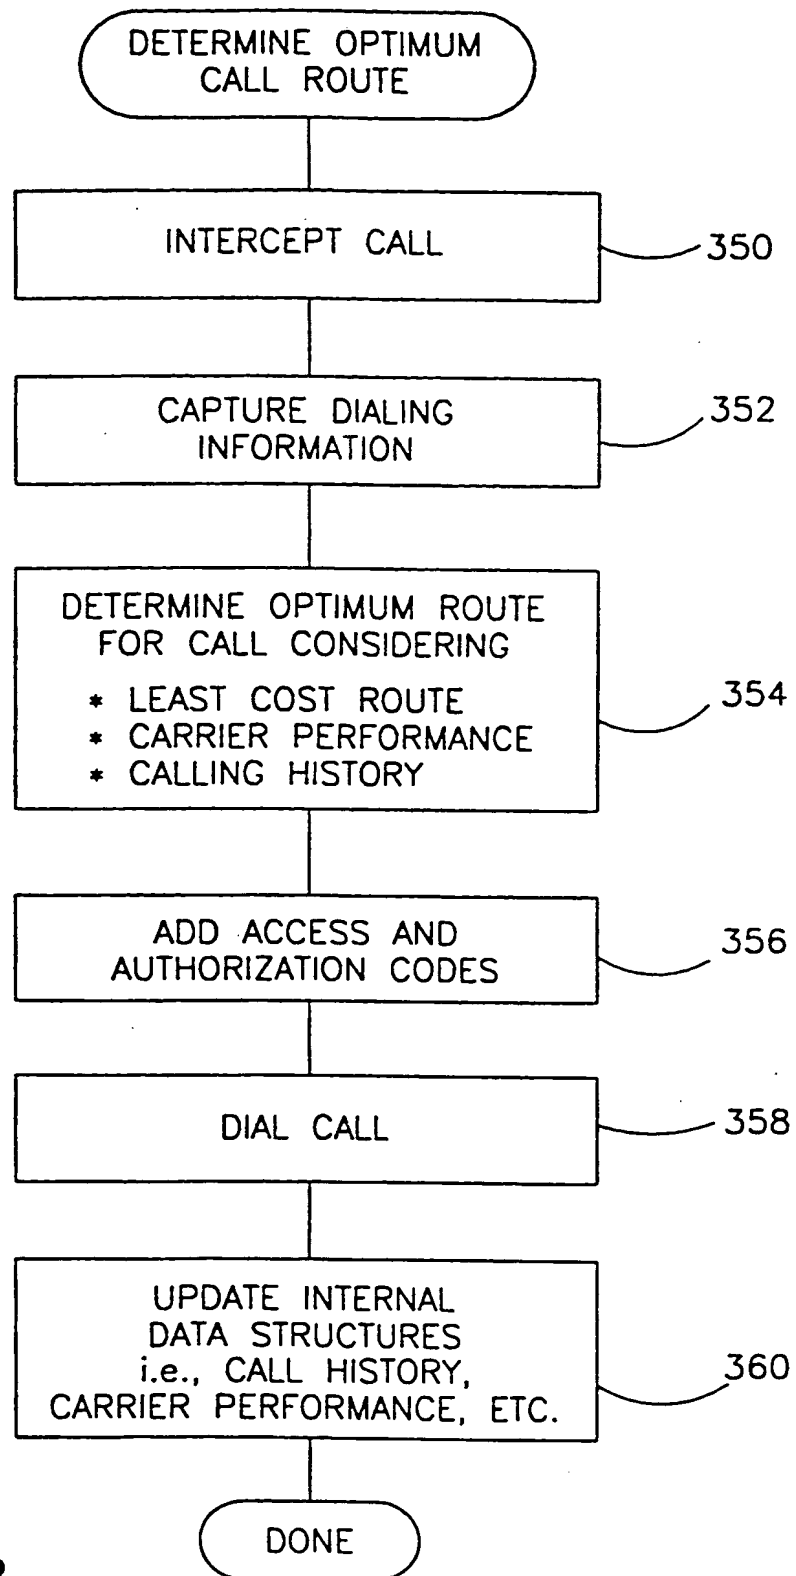 DETERMINE OPTIMUM
CALL ROUTE
INTERCEPT CALL
350
CAPTURE DIALING
INFORMATION
352
DETERMINE OPTIMUM ROUTE
FOR CALL CONSIDERING
* LEAST COST ROUTE
* CARRIER PERFORMANCE
* CALLING HISTORY
354
ADD ACCESS AND
AUTHORIZATION CODES
356
DIAL CALL
358
UPDATE INTERNAL
DATA STRUCTURES
i.e., CALL HISTORY,
CARRIER PERFORMANCE, ETC.
360
DONE